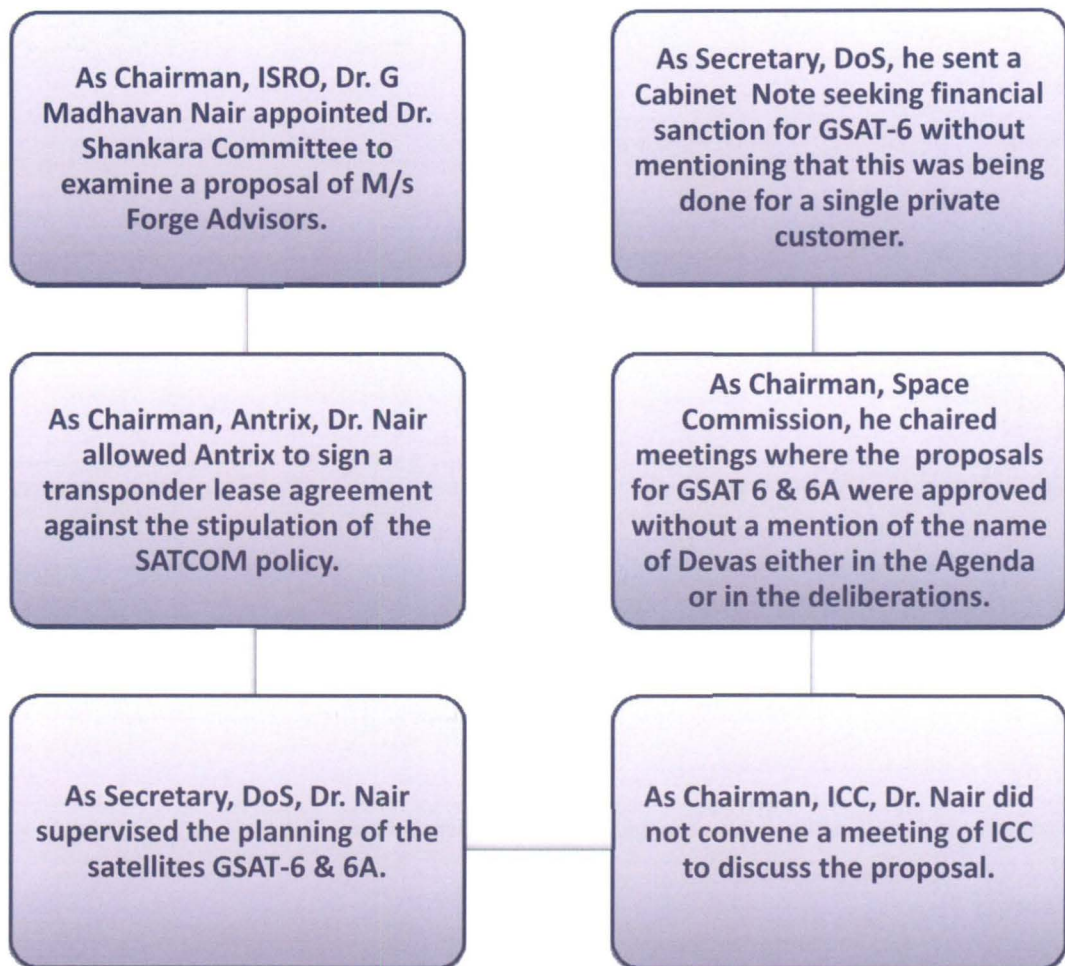 As Chairman, ISRO, Dr. G
Madhavan Nair appointed Dr.
Shankara Committee to
examine a proposal of M/s
Forge Advisors.
As Chairman, Antrix, Dr. Nair
allowed Antrix to sign a
transponder lease agreement
against the stipulation of the
SATCOM policy.
As Secretary, DoS, Dr. Nair
supervised the planning of the
satellites GSAT-6 & 6A.
As Chairman, ICC, Dr. Nair did
not convene a meeting of ICC
to discuss the proposal.
As Chairman, Space
Commission, he chaired
meetings where the proposals
for GSAT 6 & 6A were approved
without a mention of the name
of Devas either in the Agenda
or in the deliberations.
As Secretary, DoS, he sent a
Cabinet Note seeking financial
sanction for GSAT-6 without
mentioning that this was being
done for a single private
customer.